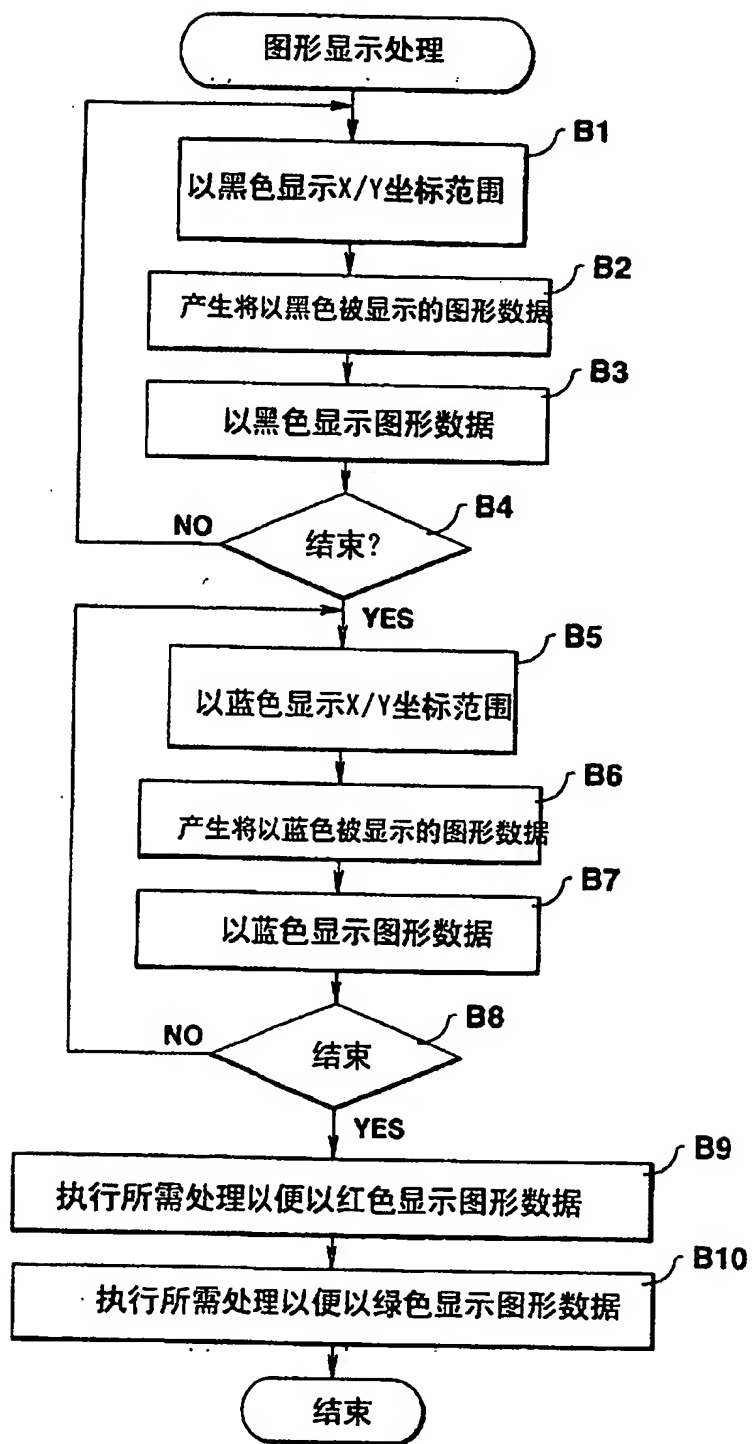 图形显示处理
B1
以黑色显示X/Y坐标范围
B2
产生将以黑色被显示的图形数据
B3
以黑色显示图形数据
B4
NO
结束?
YES
B5
以蓝色显示X/Y坐标范围
B6
产生将以蓝色被显示的图形数据
B7
以蓝色显示图形数据
B8
NO
结束
YES
B9
执行所需处理以便以红色显示图形数据
B10
执行所需处理以便以绿色显示图形数据
结束